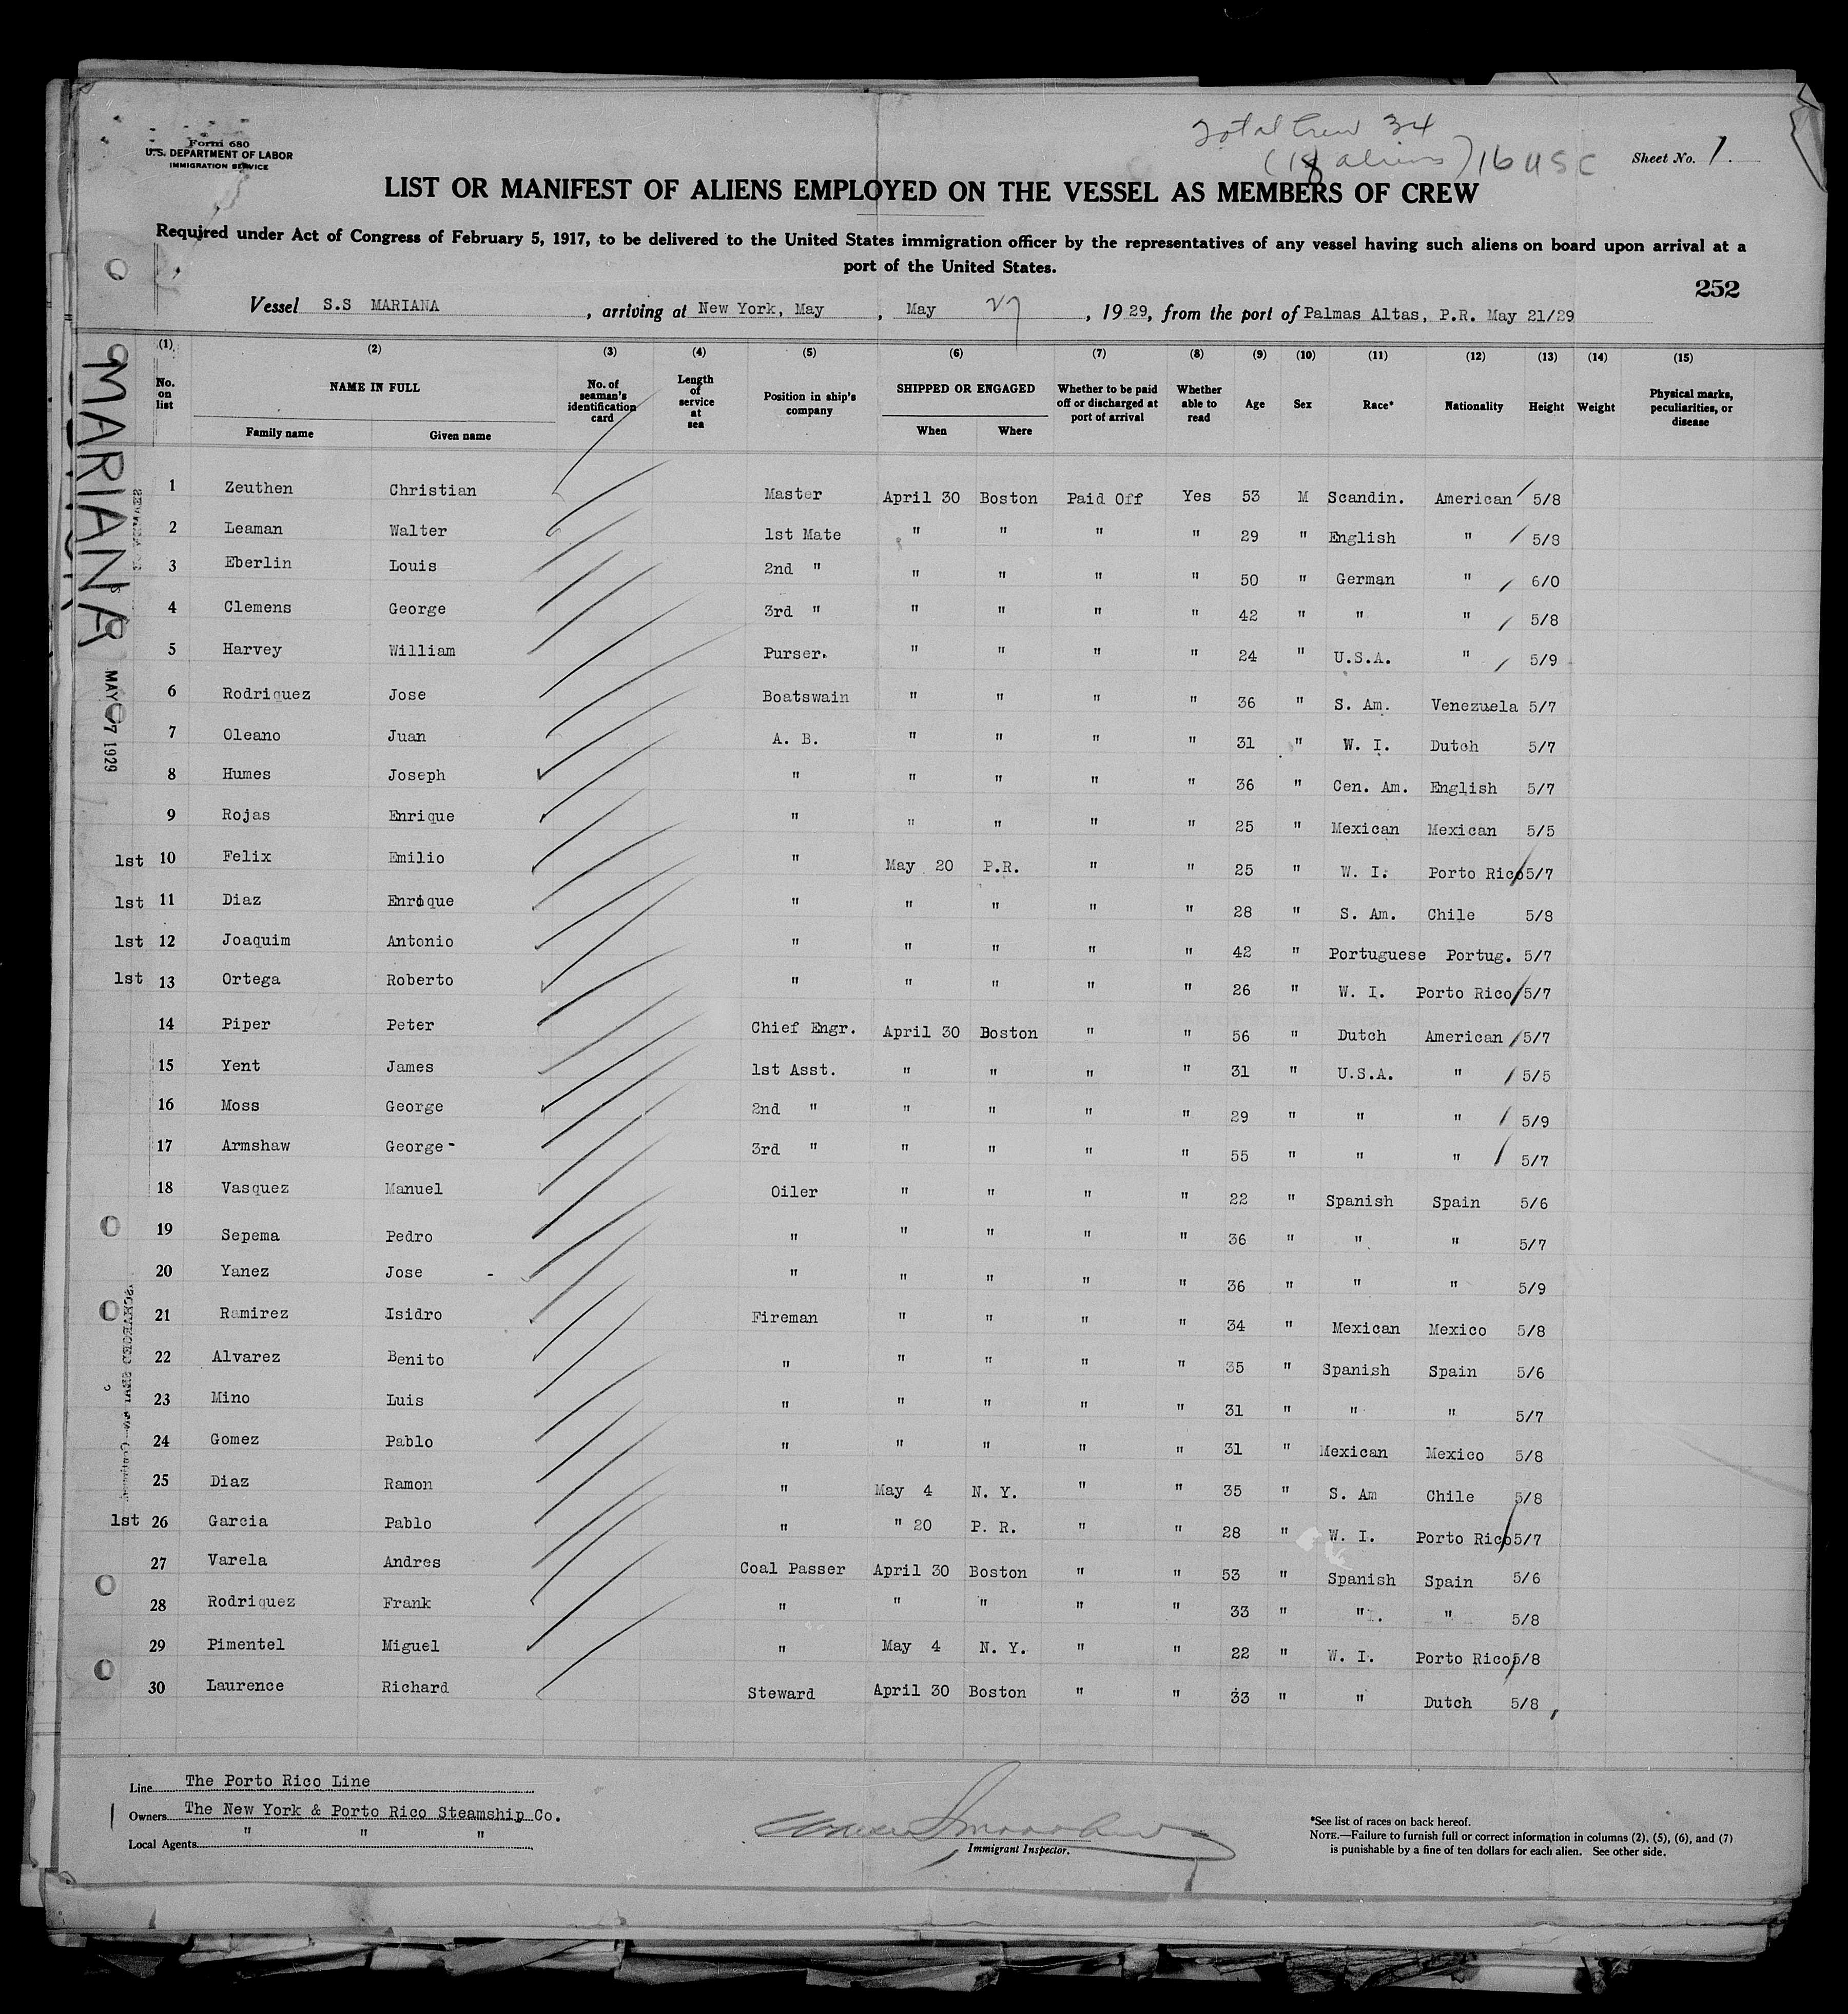 Total Crew 34
(18 aliens) 16 USC
Form 680
U.S. DEPARTMENT OF LABOR
IMMIGRATION SERVICE
Sheet No. 1.
LIST OR MANIFEST OF ALIENS EMPLOYED ON THE VESSEL AS MEMBERS OF CREW
Required under Act of Congress of February 5, 1917, to be delivered to the United States immigration officer by the representatives of any vessel having such aliens on board upon arrival at a
port of the United States.
252
Vessel S.S MARIANA, arriving at New York, May, May 27, 1929, from the port of Palmas Altas, P.R. May 21/29
MARIANA
MAY 27 1929
(1) (2) (3) (4) (5) (6) (7) (8) (9) (10) (11) (12) (13) (14) (15)
No. on list NAME IN FULL Family name Given name No. of seaman's identification card Length of service at sea Position in ship's company SHIPPED OR ENGAGED When Where Whether to be paid off or discharged at port of arrival Whether able to read Age Sex Race* Nationality Height Weight Physical marks, peculiarities, or disease
1 Zeuthen Christian Master April 30 Boston Paid Off Yes 53 M Scandin. American 5/8
2 Leaman Walter 1st Mate " " " " 29 " English " 5/8
3 Eberlin Louis 2nd " " " " " 50 " German " 6/0
4 Clemens George 3rd " " " " " 42 " " " 5/8
5 Harvey William Purser. " " " " 24 " U.S.A. " 5/9
6 Rodriquez Jose Boatswain " " " " 36 " S. Am. Venezuela 5/7
7 Oleano Juan A. B. " " " " 31 " W. I. Dutch 5/7
8 Humes Joseph " " " " " 36 " Cen. Am. English 5/7
9 Rojas Enrique " " " " " 25 " Mexican Mexican 5/5
1st 10 Felix Emilio " May 20 P.R. " " 25 " W. I. Porto Rico 5/7
1st 11 Diaz Enrique " " " " " 28 " S. Am. Chile 5/8
1st 12 Joaquim Antonio " " " " " 42 " Portuguese Portug. 5/7
1st 13 Ortega Roberto " " " " " 26 " W. I. Porto Rico 5/7
14 Piper Peter Chief Engr. April 30 Boston " " 56 " Dutch American 5/7
15 Yent James 1st Asst. " " " " 31 " U.S.A. " 5/5
16 Moss George 2nd " " " " " 29 " " " 5/9
17 Armshaw George- 3rd " " " " " 55 " " " 5/7
18 Vasquez Manuel Oiler " " " " 22 " Spanish Spain 5/6
19 Sepema Pedro " " " " " 36 " " " 5/7
20 Yanez Jose - " " " " " 36 " " " 5/9
21 Ramirez Isidro Fireman " " " " 34 " Mexican Mexico 5/8
22 Alvarez Benito " " " " " 35 " Spanish Spain 5/6
23 Mino Luis " " " " " 31 " " " 5/7
24 Gomez Pablo " " " " " 31 " Mexican Mexico 5/8
25 Diaz Ramon " May 4 N. Y. " " 35 " S. Am Chile 5/8
1st 26 Garcia Pablo " " 20 P. R. " " 28 " W. I. Porto Rico 5/7
27 Varela Andres Coal Passer April 30 Boston " " 53 " Spanish Spain 5/6
28 Rodriquez Frank " " " " " 33 " " " 5/8
29 Pimentel Miguel " May 4 N. Y. " " 22 " W. I. Porto Rico 5/8
30 Laurence Richard Steward April 30 Boston " " 33 " " Dutch 5/8
Line The Porto Rico Line
Owners The New York & Porto Rico Steamship Co.
Local Agents " " "
Immigrant Inspector.
*See list of races on back hereof.
NOTE.—Failure to furnish full or correct information in columns (2), (5), (6), and (7)
is punishable by a fine of ten dollars for each alien. See other side.